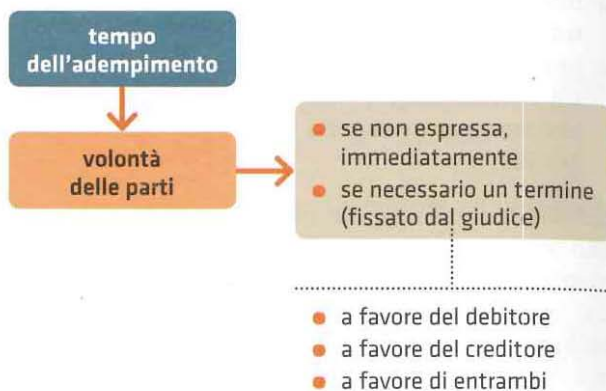 tempo
dell'adempimento
volontà
delle parti
se non espressa,
immediatamente
se necessario un termine
(fissato dal giudice)
a favore del debitore
a favore del creditore
a favore di entrambi